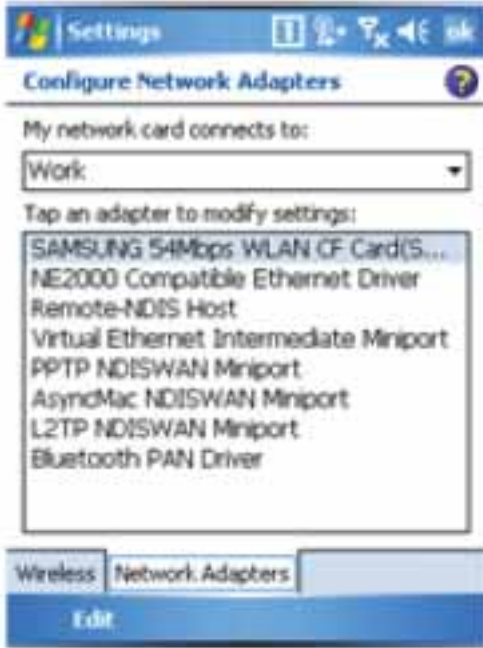 Settings
ok
Configure Network Adapters
?
My network card connects to:
Work
Tap an adapter to modify settings:
SAMSUNG 54Mbps WLAN CF Card(S...
NE2000 Compatible Ethernet Driver
Remote-NDIS Host
Virtual Ethernet Intermediate Miniport
PPTP NDISWAN Miniport
AsyncMac NDISWAN Miniport
L2TP NDISWAN Miniport
Bluetooth PAN Driver
Wireless Network Adapters
Edit